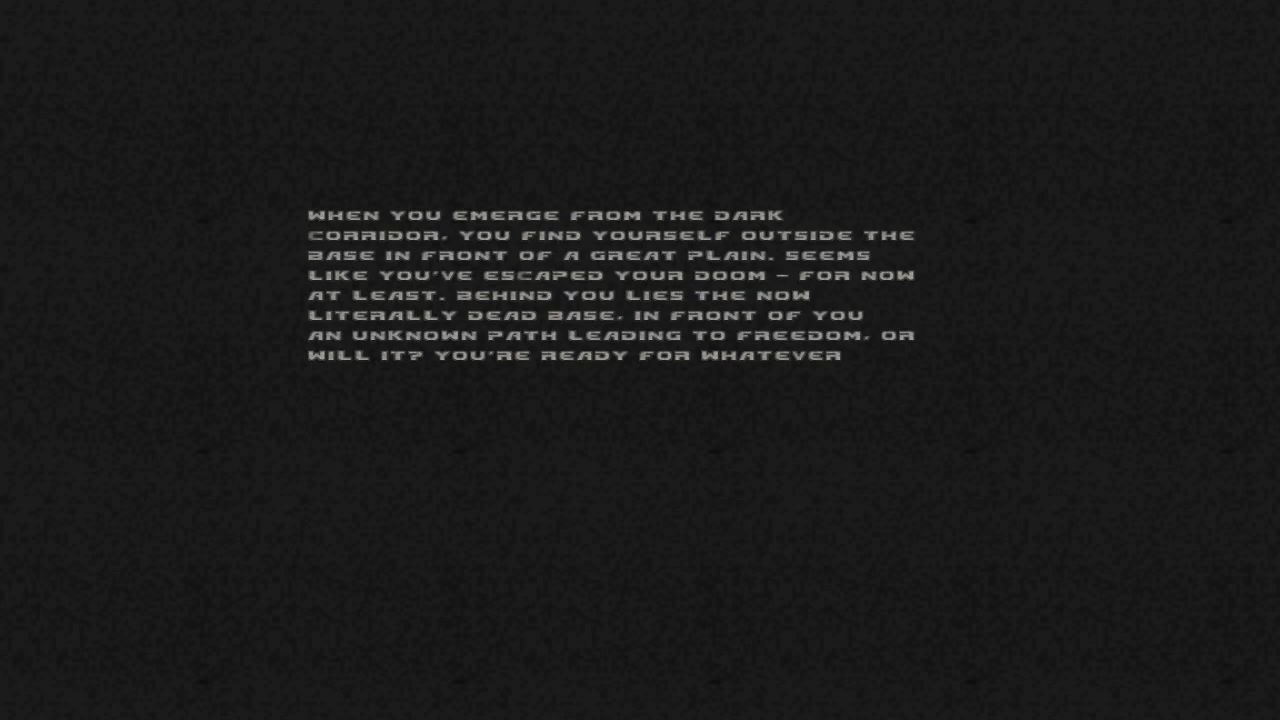 WHEN YOU EMERGE FROM THE DARK
CORRIDOR, YOU FIND YOURSELF OUTSIDE THE
BASE IN FRONT OF A GREAT PLAIN. SEEMS
LIKE YOU'VE ESCAPED YOUR DOOM - FOR NOW
AT LEAST. BEHIND YOU LIES THE NOW
LITERALLY DEAD BASE. IN FRONT OF YOU
AN UNKNOWN PATH LEADING TO FREEDOM. OR
WILL IT? YOU'RE READY FOR WHATEVER